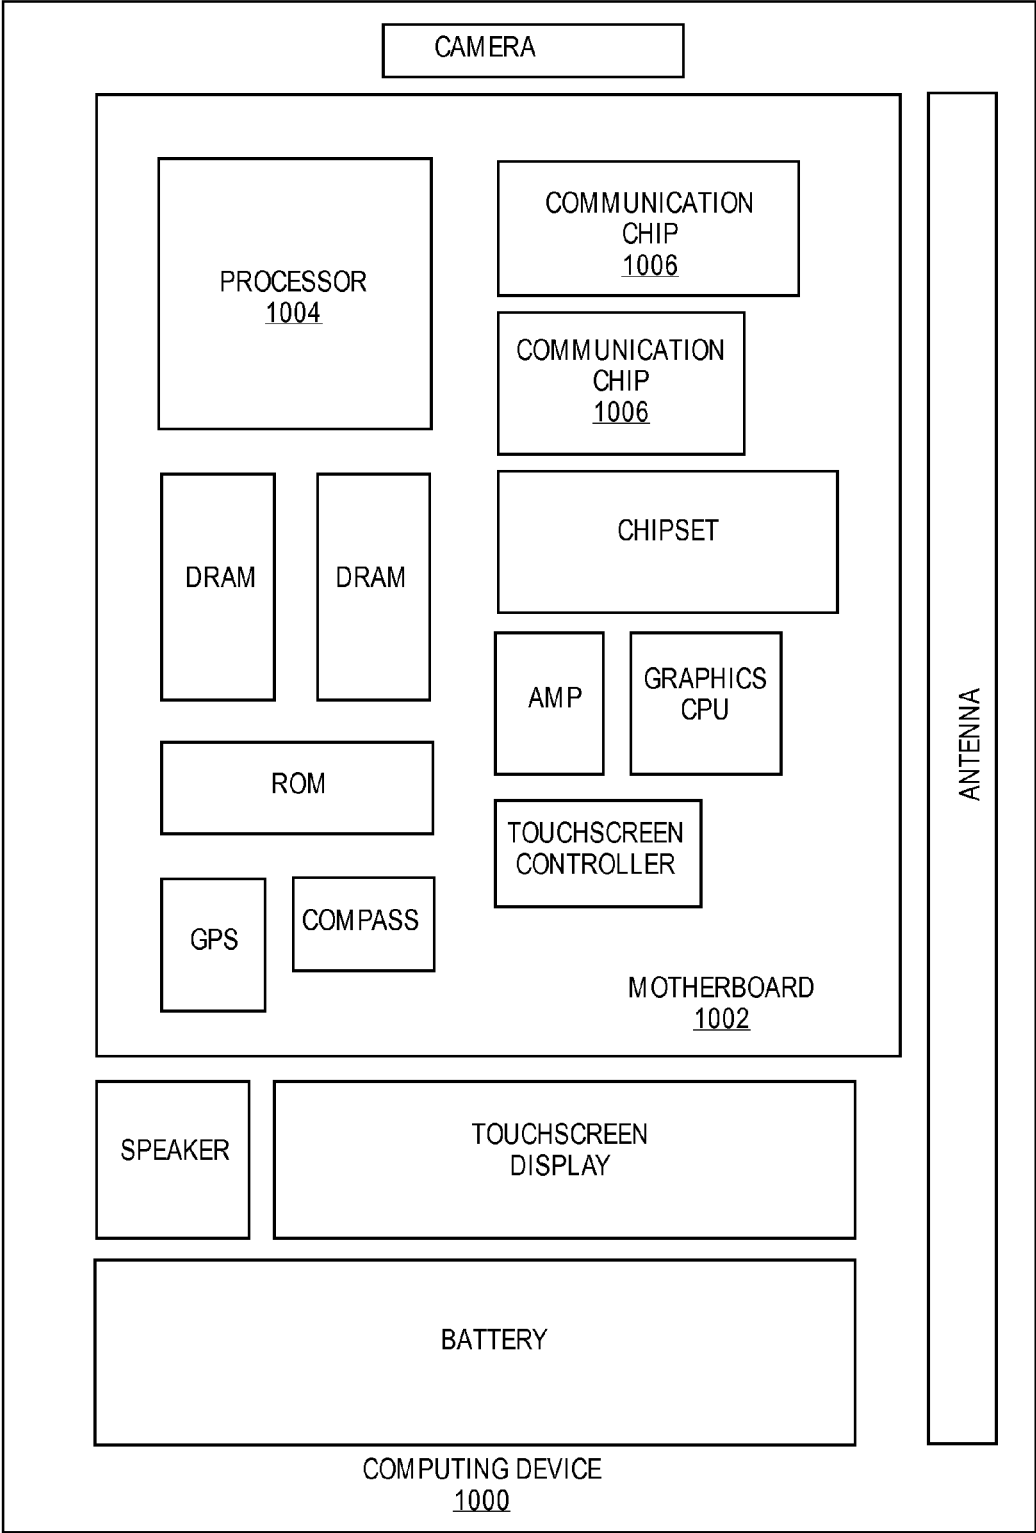 CAMERA
PROCESSOR
1004
COMMUNICATION
CHIP
1006
COMMUNICATION
CHIP
1006
DRAM
DRAM
CHIPSET
AMP
GRAPHICS
CPU
ROM
TOUCHSCREEN
CONTROLLER
GPS
COMPASS
MOTHERBOARD
1002
ANTENNA
SPEAKER
TOUCHSCREEN
DISPLAY
BATTERY
COMPUTING DEVICE
1000